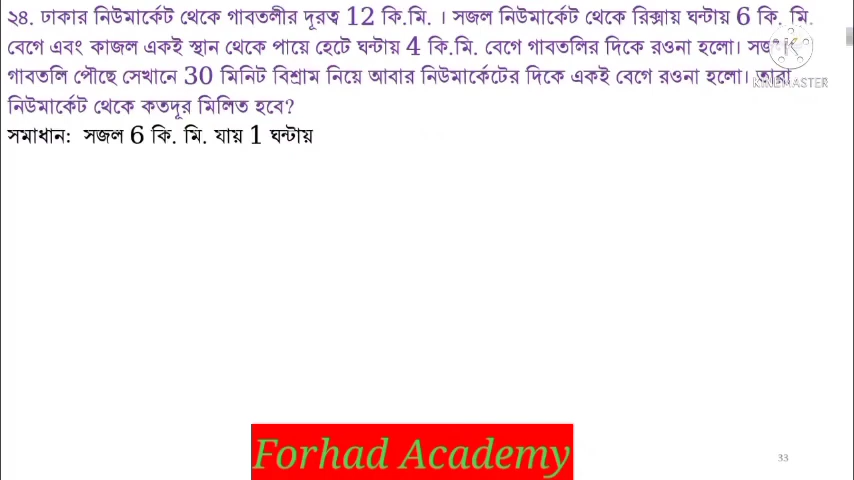 ২৪. ঢাকার নিউমার্কেট থেকে গাবতলীর দূরত্ব 12 কি.মি. । সজল নিউমার্কেট থেকে রিক্সায় ঘন্টায় 6 কি. মি.
বেগে এবং কাজল একই স্থান থেকে পায়ে হেটে ঘন্টায় 4 কি.মি. বেগে গাবতলির দিকে রওনা হলো। সজল
গাবতলি পৌছে সেখানে 30 মিনিট বিশ্রাম নিয়ে আবার নিউমার্কেটের দিকে একই বেগে রওনা হলো। তারা
নিউমার্কেট থেকে কতদূর মিলিত হবে?
সমাধান: সজল 6 কি. মি. যায় 1 ঘন্টায়
KINEMASTER
Forhad Academy
33